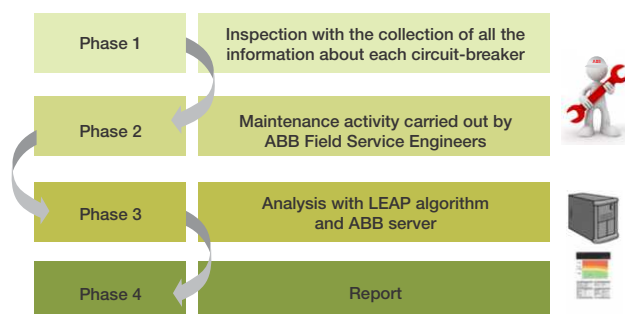 Phase 1
Inspection with the collection of all the
information about each circuit-breaker
Phase 2
Maintenance activity carried out by
ABB Field Service Engineers
Phase 3
Analysis with LEAP algorithm
and ABB server
Phase 4
Report
ABB